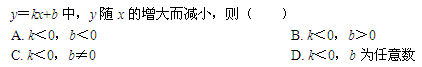 y＝kx+b 中，y 随 x 的增大而减小，则（　　）
A. k＜0，b＜0　　B. k＜0，b＞0
C. k＜0，b≠0　　D. k＜0，b 为任意数